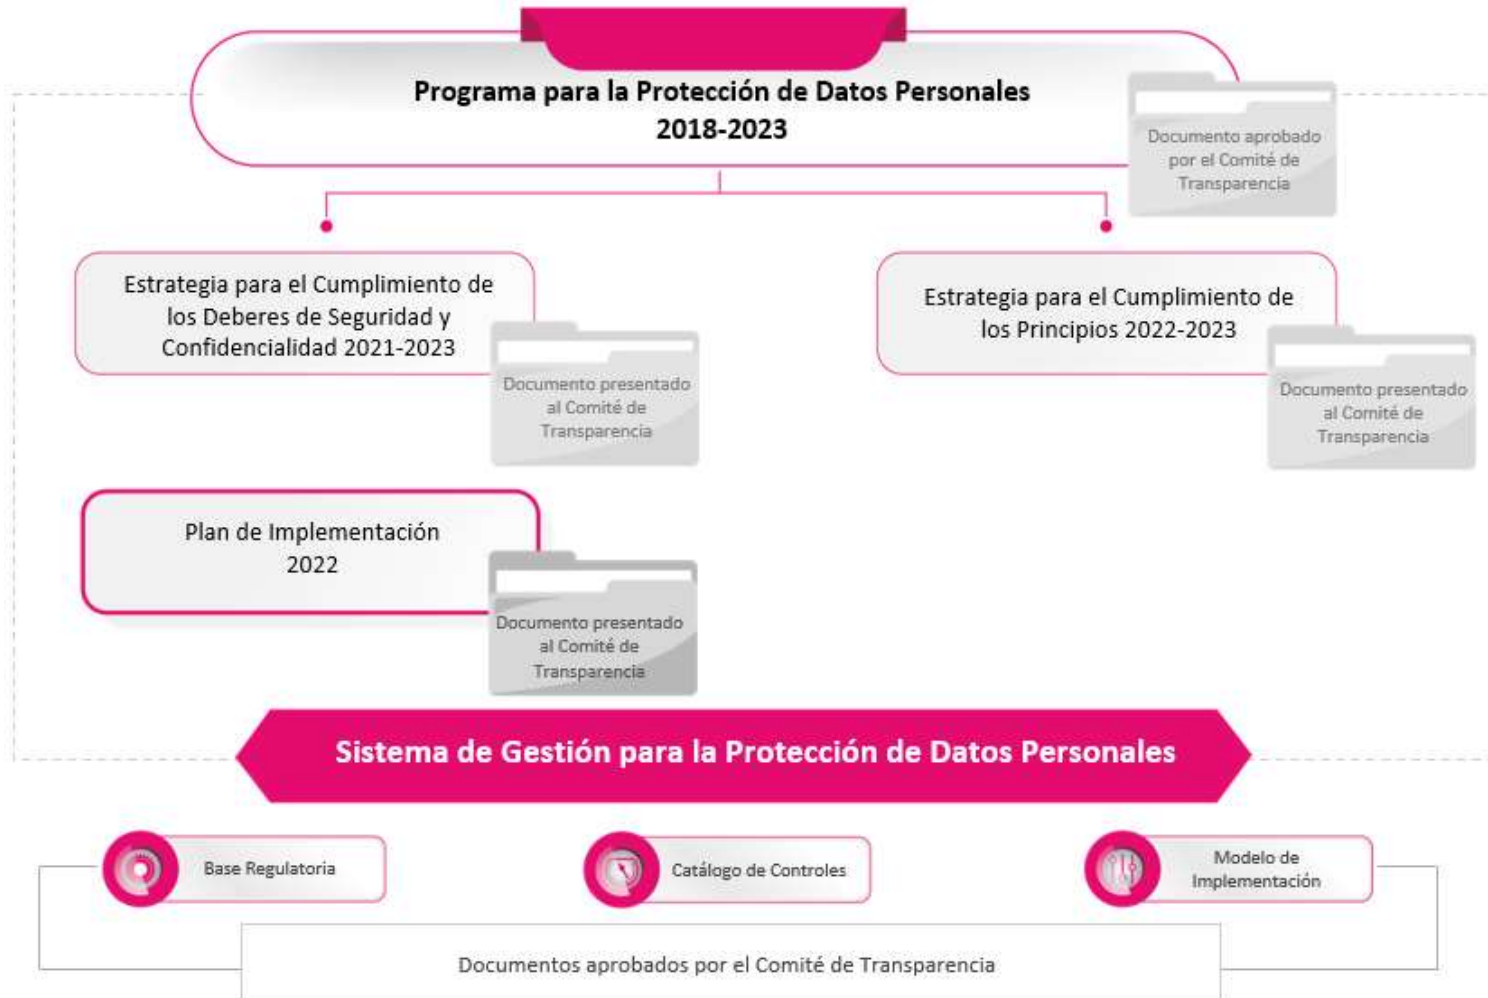 Programa para la Protección de Datos Personales
2018-2023
Documento aprobado
por el Comité de
Transparencia
Estrategia para el Cumplimiento de
los Deberes de Seguridad y
Confidencialidad 2021-2023
Documento presentado
al Comité de
Transparencia
Estrategia para el Cumplimiento de
los Principios 2022-2023
Documento presentado
al Comité de
Transparencia
Plan de Implementación
2022
Documento presentado
al Comité de
Transparencia
Sistema de Gestión para la Protección de Datos Personales
Base Regulatoria
Catálogo de Controles
Modelo de
Implementación
Documentos aprobados por el Comité de Transparencia